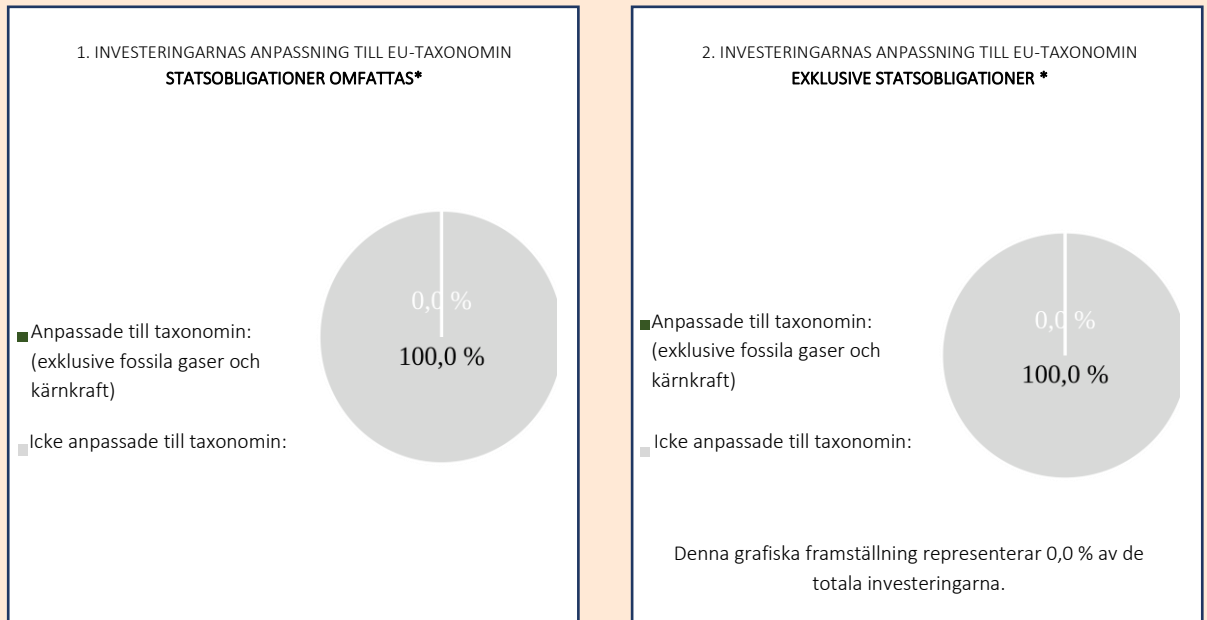 1. INVESTERINGARNAS ANPASSNING TILL EU-TAXONOMIN
STATSOBLIGATIONER OMFATTAS*
0,0 %
100,0 %
Anpassade till taxonomin:
(exklusive fossila gaser och
kärnkraft)
Icke anpassade till taxonomin:
2. INVESTERINGARNAS ANPASSNING TILL EU-TAXONOMIN
EXKLUSIVE STATSOBLIGATIONER *
0,0 %
100,0 %
Anpassade till taxonomin:
(exklusive fossila gaser och
kärnkraft)
Icke anpassade till taxonomin:
Denna grafiska framställning representerar 0,0 % av de
totala investeringarna.